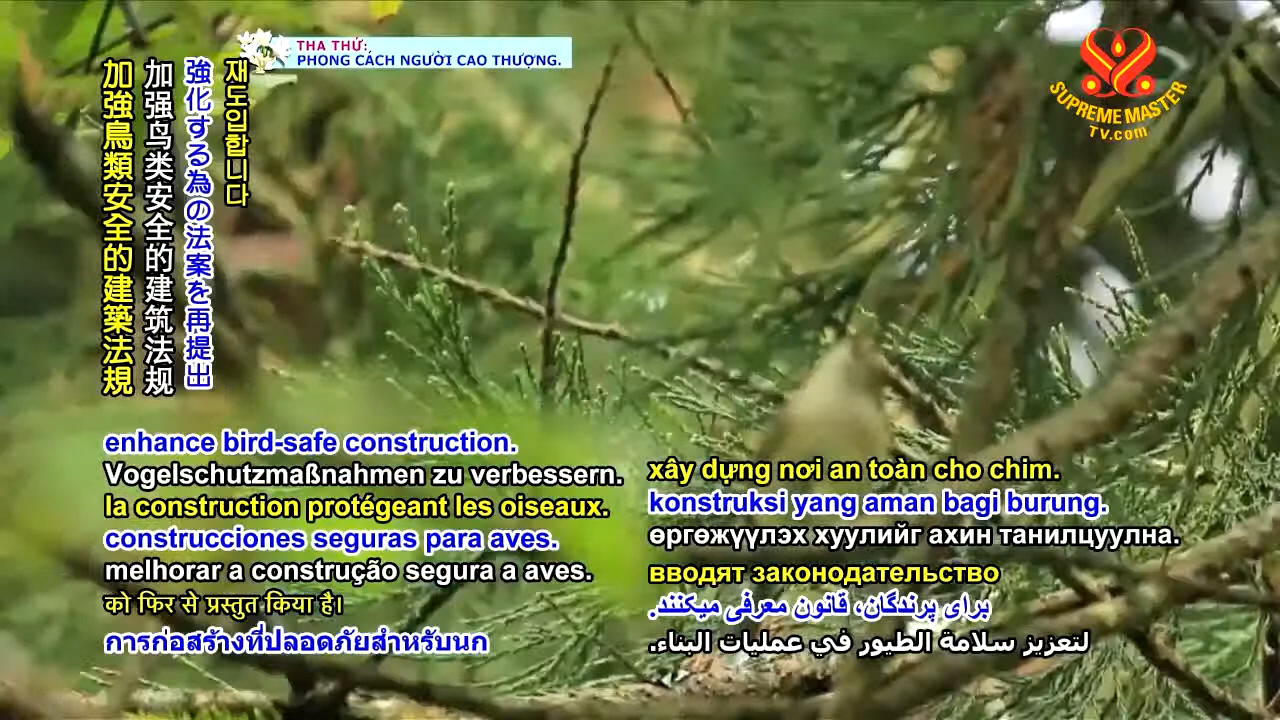 THA THỨ:
PHONG CÁCH NGƯỜI CAO THƯỢNG.
SUPREME MASTER
TV.com
재도입합니다
強化する為の法案を再提出
加强鸟类安全的建筑法规
加強鳥類安全的建築法規
enhance bird-safe construction.
Vogelschutzmaßnahmen zu verbessern.
la construction protégeant les oiseaux.
construcciones seguras para aves.
melhorar a construção segura a aves.
को फिर से प्रस्तुत किया है।
การก่อสร้างที่ปลอดภัยสำหรับนก
xây dựng nơi an toàn cho chim.
konstruksi yang aman bagi burung.
өргөжүүлэх хуулийг ахин танилцуулна.
вводят законодательство
برای پرندگان، قانون معرفی میکنند.
لتعزيز سلامة الطيور في عمليات البناء.